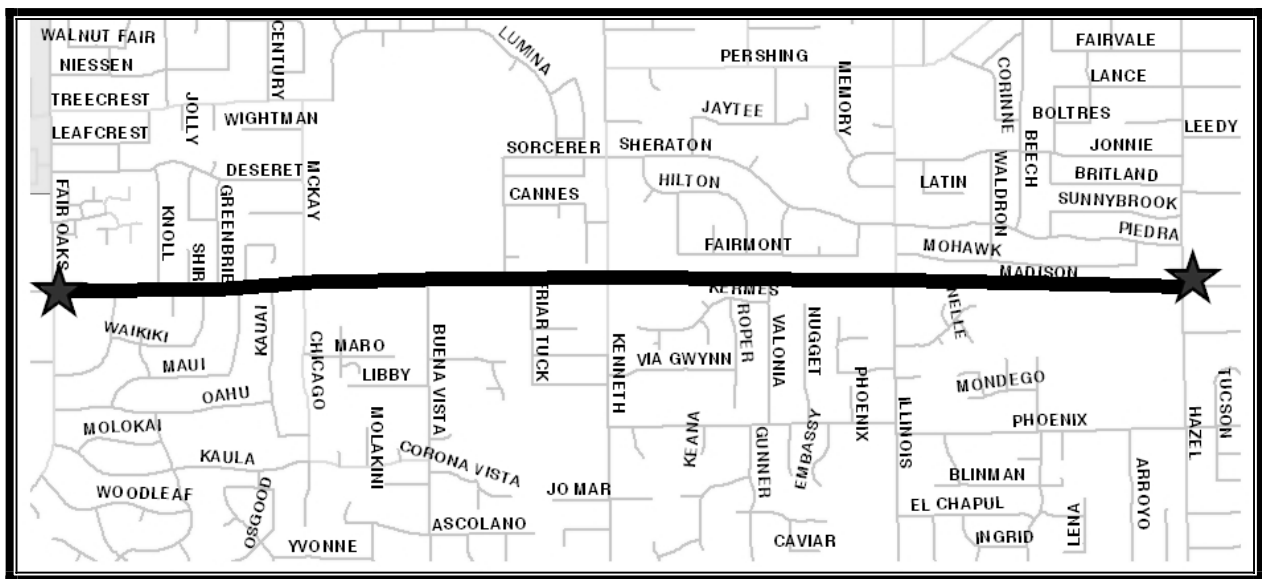 WALNUT FAIR
NIESSEN
TREECREST
LEAFCREST
JOLLY
CENTURY
WIGHTMAN
DESERET
MCKAY
FAIR OAKS
KNOLL
SHIR
GREENBRIE
LUMINA
SORCERER
CANNES
PERSHING
MEMORY
JAYTEE
SHERATON
HILTON
FAIRMONT
FAIRVALE
LANCE
CORINNE
BOLTRES
LEEDY
BEECH
JONNIE
BRITLAND
LATIN
WALDRON
SUNNYBROOK
PIEDRA
MOHAWK
MADISON
WAIKIKI
KAUAI
MAUI
OAHU
MOLOKAI
KAULA
WOODLEAF
OSGOOD
YVONNE
CHICAGO
MARO
LIBBY
BUENA VISTA
MOLAKINI
CORONA VISTA
ASCOLANO
JO MAR
RIAR TUCK
KENNETH
KERMES
ROPER
VALONIA
NUGGET
VIA GWYNN
PHOENIX
KEANA
GUNNER
EMBASSY
CAVIAR
ILLINOIS
NELLE
MONDEGO
PHOENIX
BLINMAN
EL CHAPUL
INGRID
LENA
ARROYO
HAZEL
TUCSON